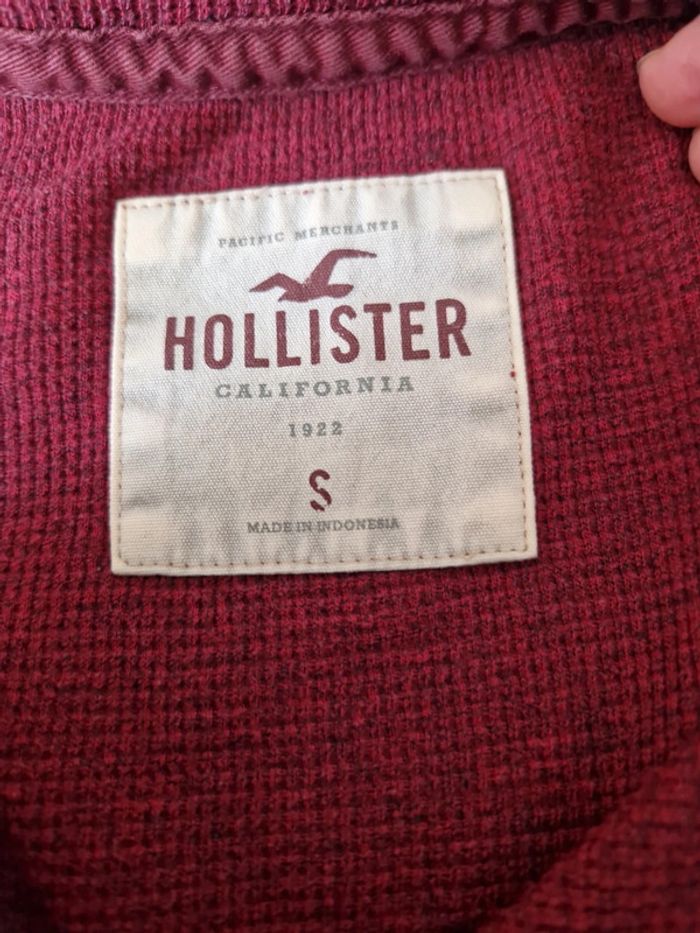 PACIFIC MERCHANTS
HOLLISTER
CALIFORNIA
1922
S
MADE IN INDONESIA